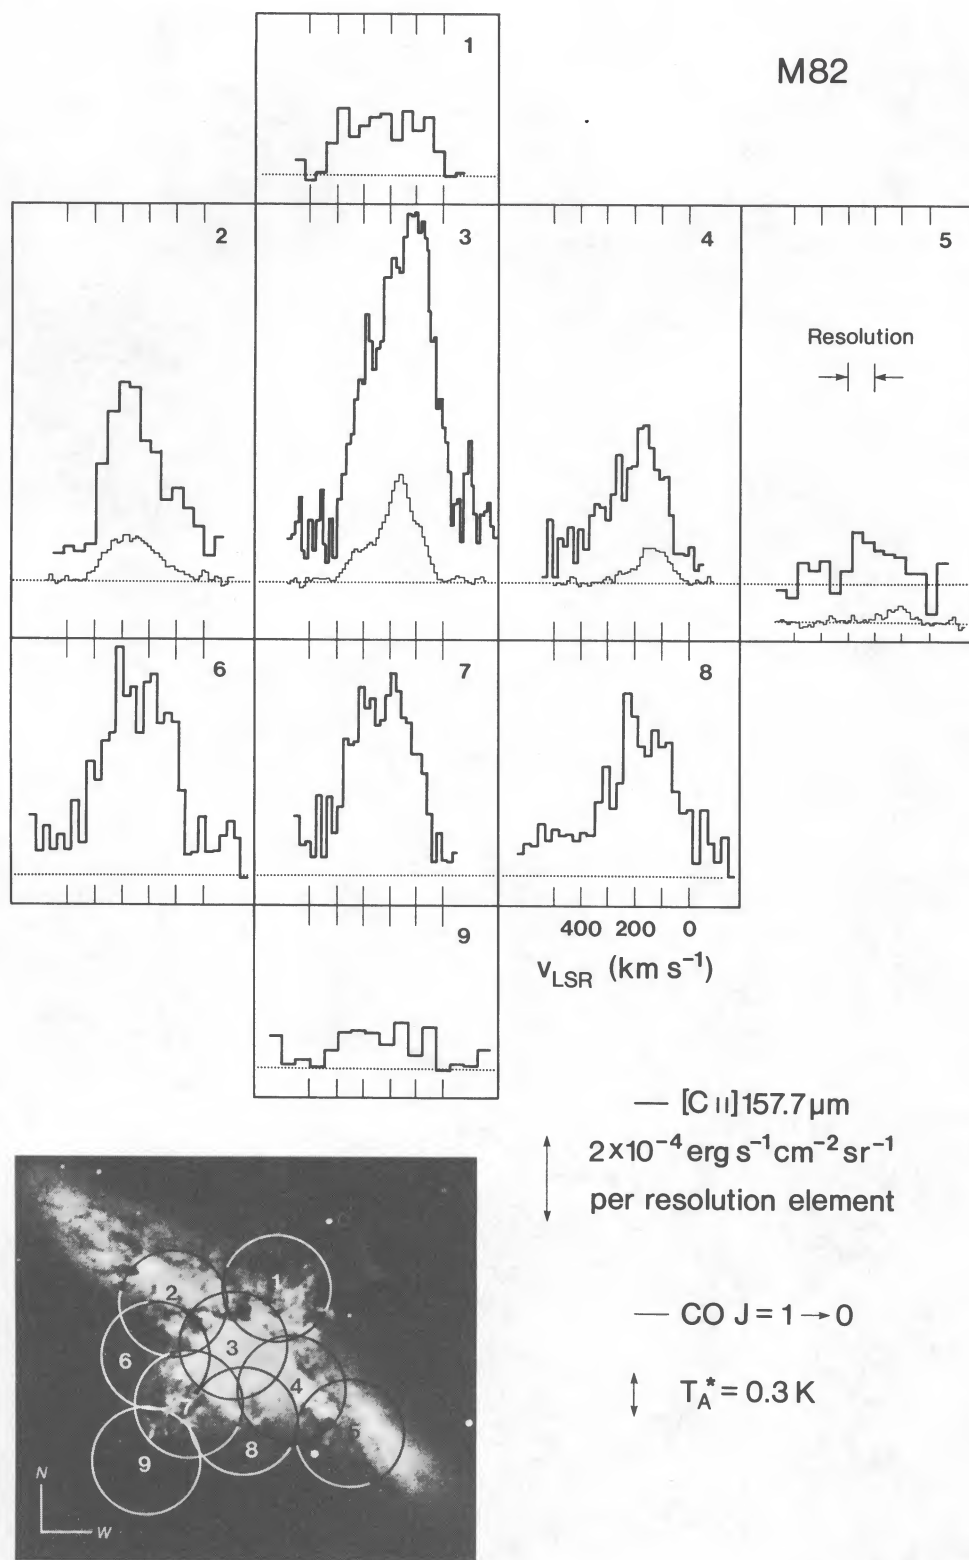 M82
1
2
3
4
5
Resolution
6
7
8
400 200 0
v_LSR (km s⁻¹)
9
— [C II] 157.7 μm
2×10⁻⁴ erg s⁻¹ cm⁻² sr⁻¹
per resolution element
— CO J = 1 → 0
T_A* = 0.3 K
1
2
3
6
4
7
5
8
9
N
W